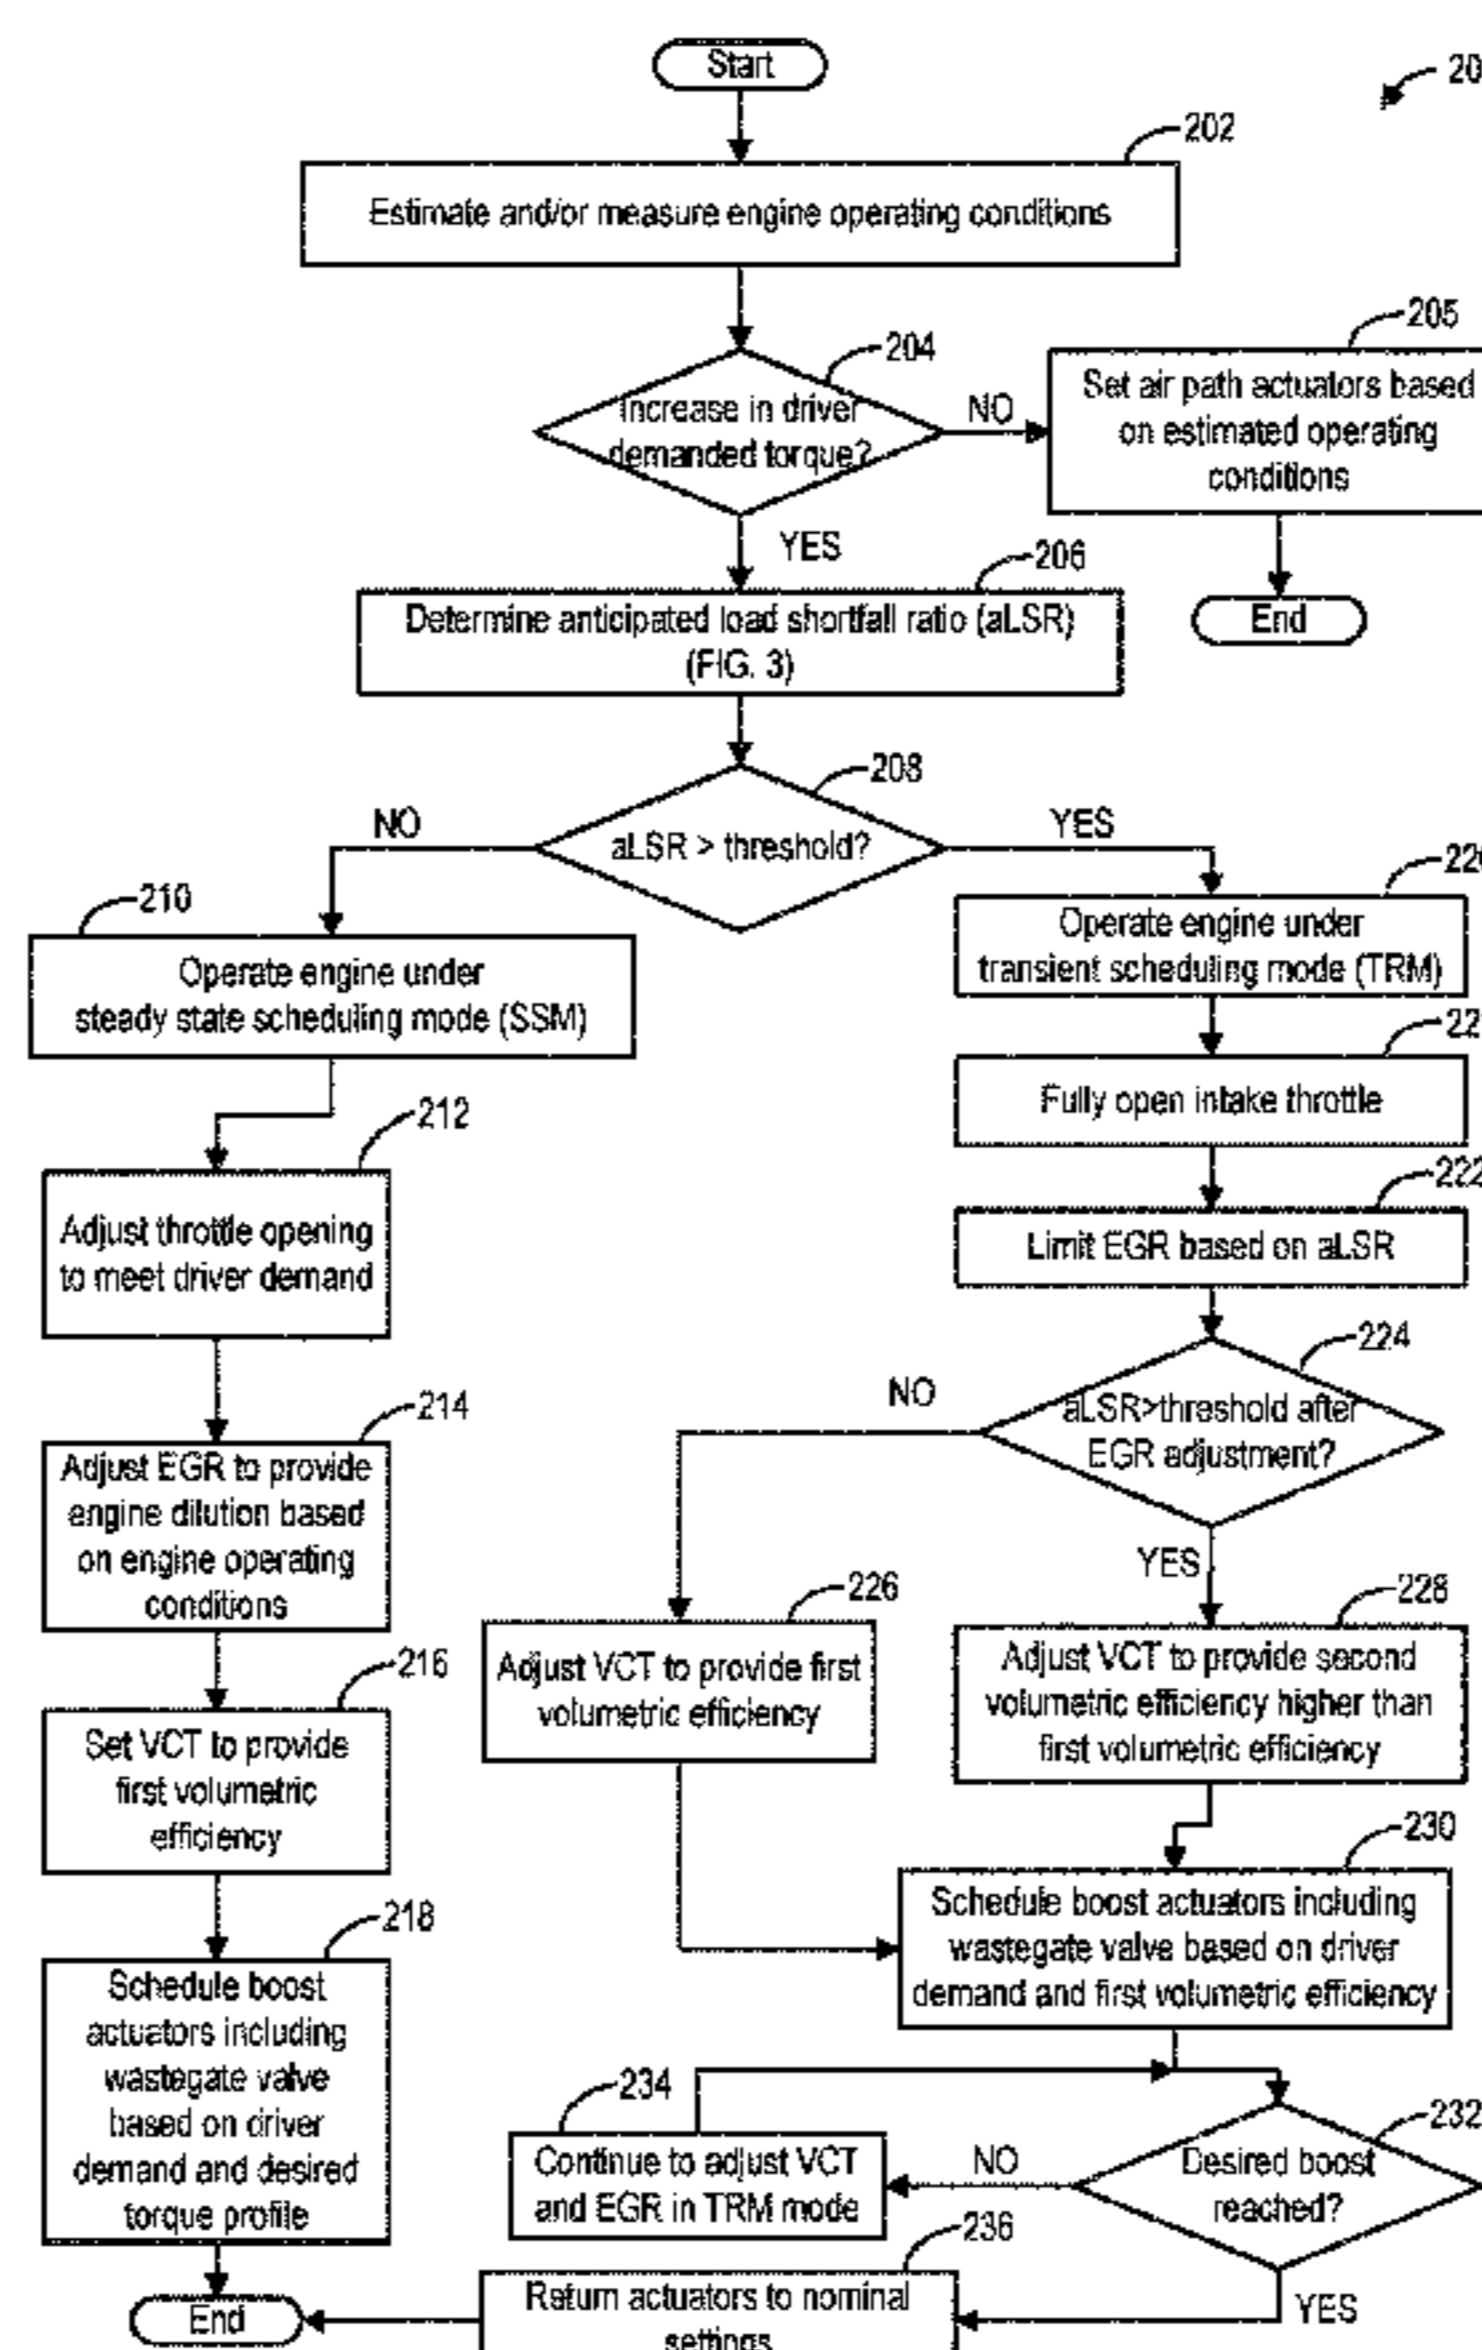 Start
20
202
Estimate and/or measure engine operating conditions
204
Increase in driver
demanded torque?
NO
205
Set air path actuators based
on estimated operating
conditions
End
YES
206
Determine anticipated load shortfall ratio (aLSR)
(FIG. 3)
208
aLSR > threshold?
NO
YES
210
Operate engine under
steady state scheduling mode (SSM)
212
Adjust throttle opening
to meet driver demand
214
Adjust EGR to provide
engine dilution based
on engine operating
conditions
216
Set VCT to provide
first volumetric
efficiency
218
Schedule boost
actuators including
wastegate valve
based on driver
demand and desired
torque profile
End
220
Operate engine under
transient scheduling mode (TRM)
22
Fully open intake throttle
222
Limit EGR based on aLSR
224
aLSR>threshold after
EGR adjustment?
NO
YES
226
Adjust VCT to provide first
volumetric efficiency
228
Adjust VCT to provide second
volumetric efficiency higher than
first volumetric efficiency
230
Schedule boost actuators including
wastegate valve based on driver
demand and first volumetric efficiency
232
Desired boost
reached?
NO
YES
234
Continue to adjust VCT
and EGR in TRM mode
236
Return actuators to nominal
settings